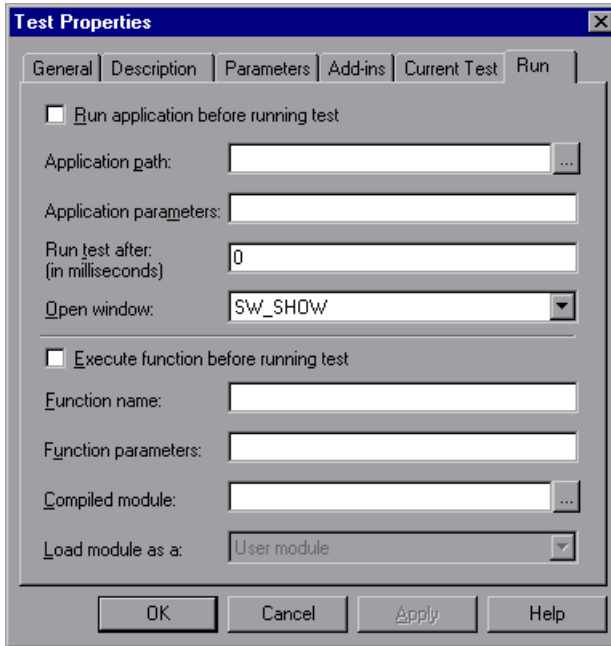 Test Properties
General Description Parameters Add-ins Current Test Run
Run application before running test
Application path: ...
Application parameters:
Run test after: 0
(in milliseconds)
Open window: SW_SHOW
Execute function before running test
Function name:
Function parameters:
Compiled module: ...
Load module as a: User module
OK Cancel Apply Help